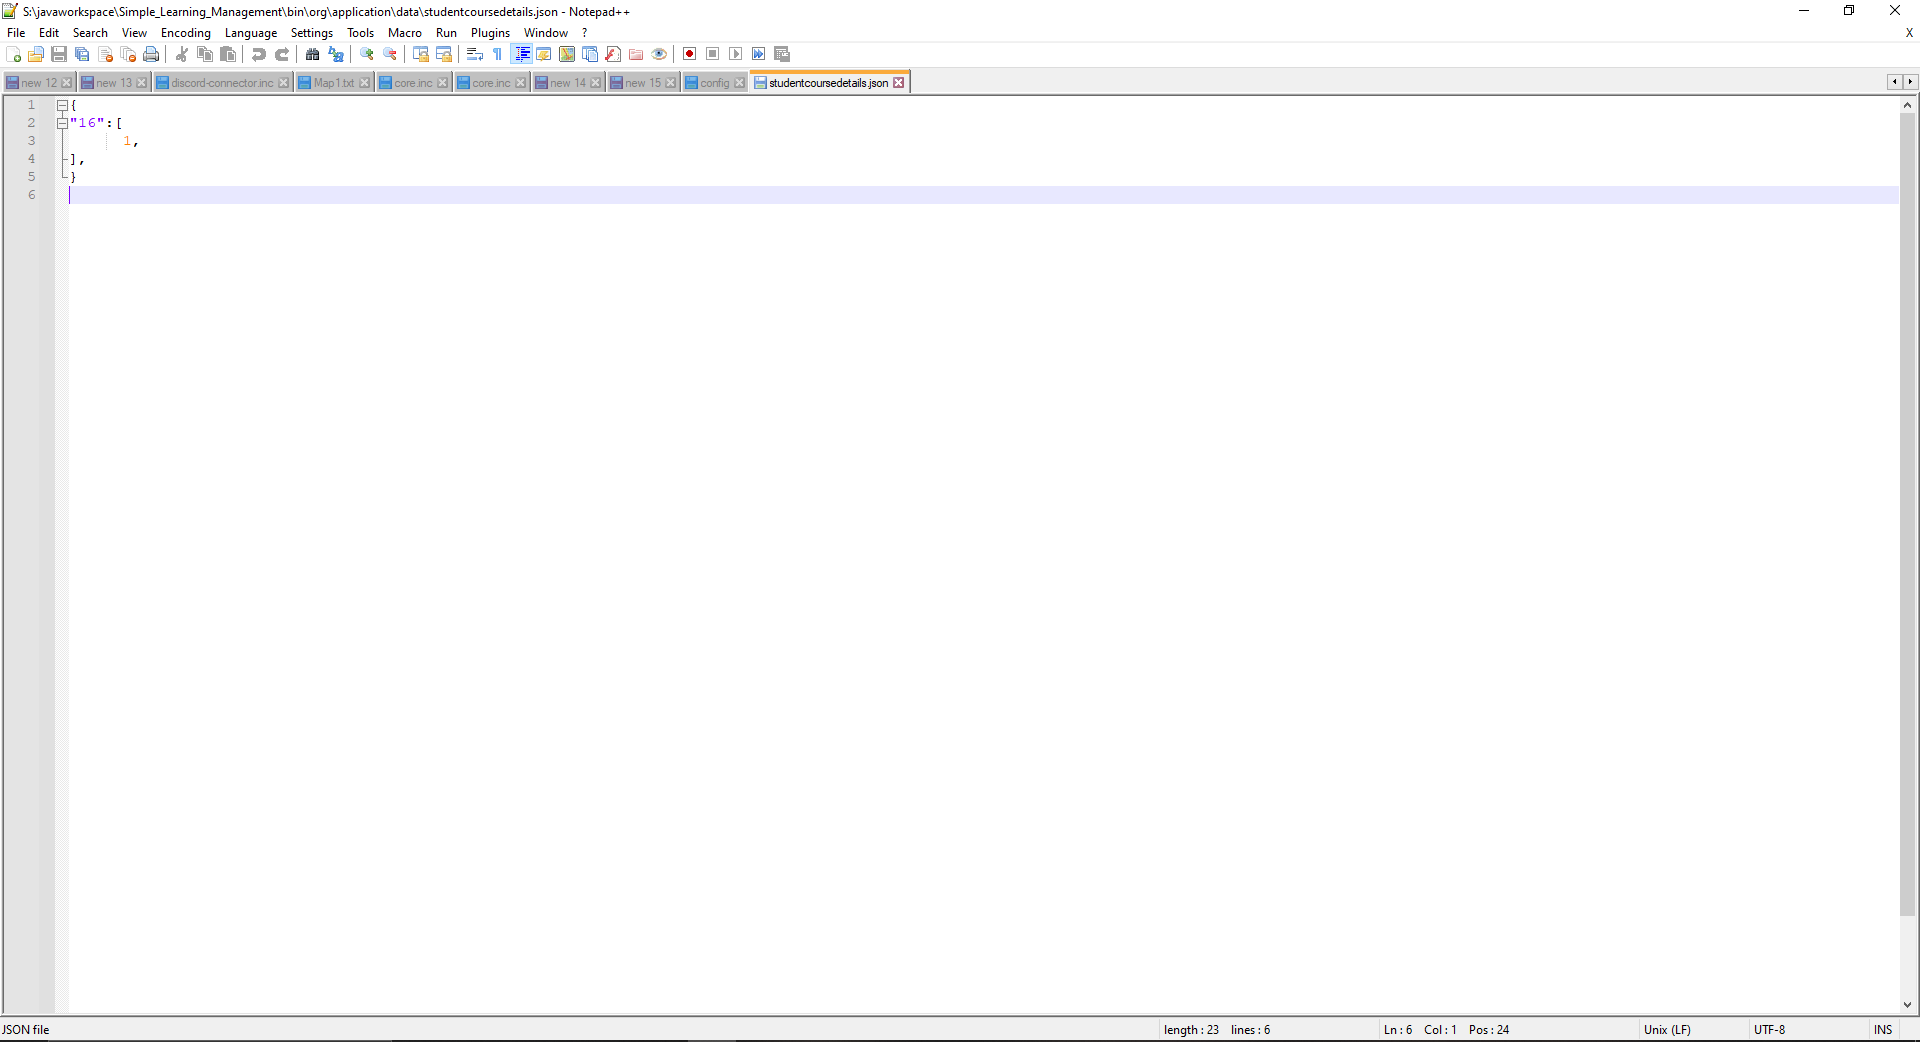 S:\javaworkspace\Simple_Learning_Management\bin\org\application\data\studentcoursedetails.json - Notepad++
File Edit Search View Encoding Language Settings Tools Macro Run Plugins Window ? X
new 12 new 13 discord-connector.inc Map1.txt core.inc core.inc new 14 new 15 config studentcoursedetails.json
1 {
2 "16":[
3 1,
4 ],
5 }
6
JSON file length : 23 lines : 6 Ln : 6 Col : 1 Pos : 24 Unix (LF) UTF-8 INS